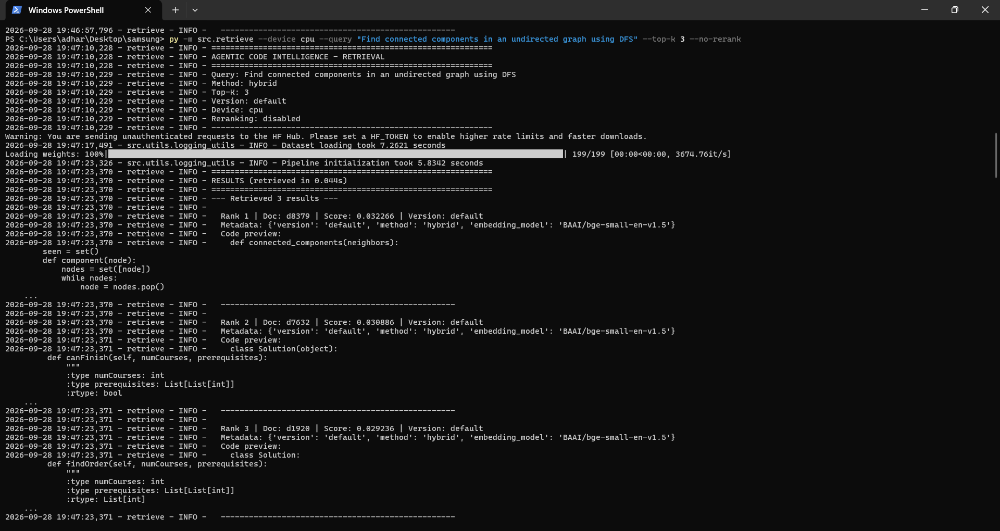 Windows PowerShell
2026-09-28 19:46:57,796 - retrieve - INFO -   --------------------------------------------------
PS C:\Users\adhar\Desktop\samsung> py -m src.retrieve --device cpu --query "Find connected components in an undirected graph using DFS" --top-k 3 --no-rerank
2026-09-28 19:47:10,228 - retrieve - INFO - ============================================================
2026-09-28 19:47:10,228 - retrieve - INFO - AGENTIC CODE INTELLIGENCE - RETRIEVAL
2026-09-28 19:47:10,228 - retrieve - INFO - ============================================================
2026-09-28 19:47:10,229 - retrieve - INFO - Query: Find connected components in an undirected graph using DFS
2026-09-28 19:47:10,229 - retrieve - INFO - Method: hybrid
2026-09-28 19:47:10,229 - retrieve - INFO - Top-K: 3
2026-09-28 19:47:10,229 - retrieve - INFO - Version: default
2026-09-28 19:47:10,229 - retrieve - INFO - Device: cpu
2026-09-28 19:47:10,229 - retrieve - INFO - Reranking: disabled
2026-09-28 19:47:10,229 - retrieve - INFO - ------------------------------------------------------------
Warning: You are sending unauthenticated requests to the HF Hub. Please set a HF_TOKEN to enable higher rate limits and faster downloads.
2026-09-28 19:47:17,491 - src.utils.logging_utils - INFO - Dataset loading took 7.2621 seconds
Loading weights: 100%|                                                                                                 | 199/199 [00:00<00:00, 3674.76it/s]
2026-09-28 19:47:23,326 - src.utils.logging_utils - INFO - Pipeline initialization took 5.8342 seconds
2026-09-28 19:47:23,370 - retrieve - INFO - ============================================================
2026-09-28 19:47:23,370 - retrieve - INFO - RESULTS (retrieved in 0.044s)
2026-09-28 19:47:23,370 - retrieve - INFO - ============================================================
2026-09-28 19:47:23,370 - retrieve - INFO - --- Retrieved 3 results ---
2026-09-28 19:47:23,370 - retrieve - INFO -
2026-09-28 19:47:23,370 - retrieve - INFO -   Rank 1 | Doc: d8379 | Score: 0.032266 | Version: default
2026-09-28 19:47:23,370 - retrieve - INFO -   Metadata: {'version': 'default', 'method': 'hybrid', 'embedding_model': 'BAAI/bge-small-en-v1.5'}
2026-09-28 19:47:23,370 - retrieve - INFO -   Code preview:
2026-09-28 19:47:23,370 - retrieve - INFO -     def connected_components(neighbors):
        seen = set()
        def component(node):
            nodes = set([node])
            while nodes:
                node = nodes.pop()
    ...
2026-09-28 19:47:23,370 - retrieve - INFO -   --------------------------------------------------
2026-09-28 19:47:23,370 - retrieve - INFO -
2026-09-28 19:47:23,370 - retrieve - INFO -   Rank 2 | Doc: d7632 | Score: 0.030886 | Version: default
2026-09-28 19:47:23,370 - retrieve - INFO -   Metadata: {'version': 'default', 'method': 'hybrid', 'embedding_model': 'BAAI/bge-small-en-v1.5'}
2026-09-28 19:47:23,371 - retrieve - INFO -   Code preview:
2026-09-28 19:47:23,371 - retrieve - INFO -     class Solution(object):
         def canFinish(self, numCourses, prerequisites):
             """
             :type numCourses: int
             :type prerequisites: List[List[int]]
             :rtype: bool
    ...
2026-09-28 19:47:23,371 - retrieve - INFO -   --------------------------------------------------
2026-09-28 19:47:23,371 - retrieve - INFO -
2026-09-28 19:47:23,371 - retrieve - INFO -   Rank 3 | Doc: d1920 | Score: 0.029236 | Version: default
2026-09-28 19:47:23,371 - retrieve - INFO -   Metadata: {'version': 'default', 'method': 'hybrid', 'embedding_model': 'BAAI/bge-small-en-v1.5'}
2026-09-28 19:47:23,371 - retrieve - INFO -   Code preview:
2026-09-28 19:47:23,371 - retrieve - INFO -     class Solution:
         def findOrder(self, numCourses, prerequisites):
             """
             :type numCourses: int
             :type prerequisites: List[List[int]]
             :rtype: List[int]
    ...
2026-09-28 19:47:23,371 - retrieve - INFO -   --------------------------------------------------